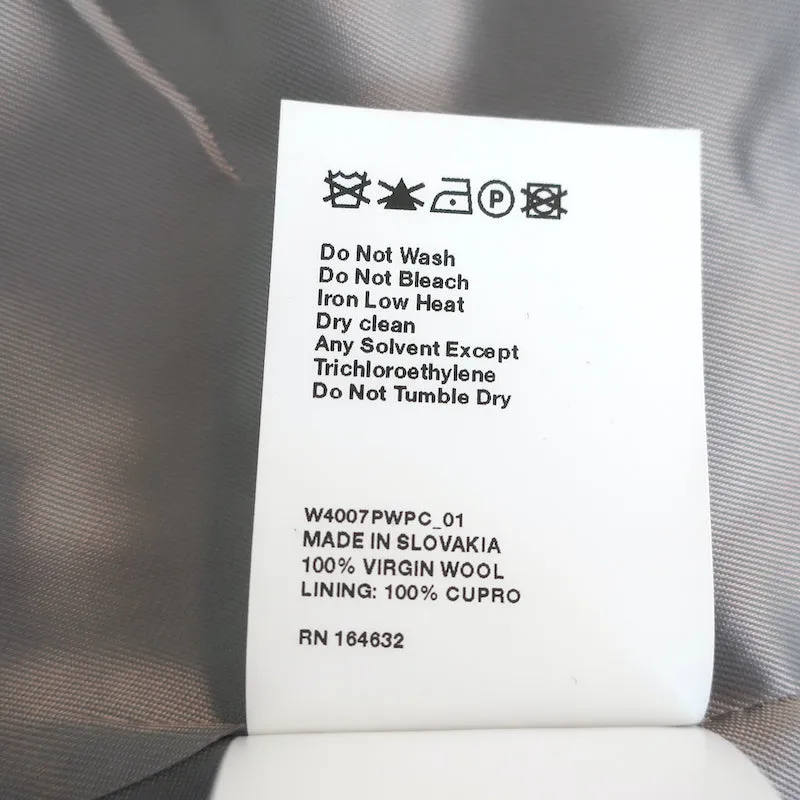 P
Do Not Wash
Do Not Bleach
Iron Low Heat
Dry clean
Any Solvent Except
Trichloroethylene
Do Not Tumble Dry
W4007PWPC_01
MADE IN SLOVAKIA
100% VIRGIN WOOL
LINING: 100% CUPRO
RN 164632